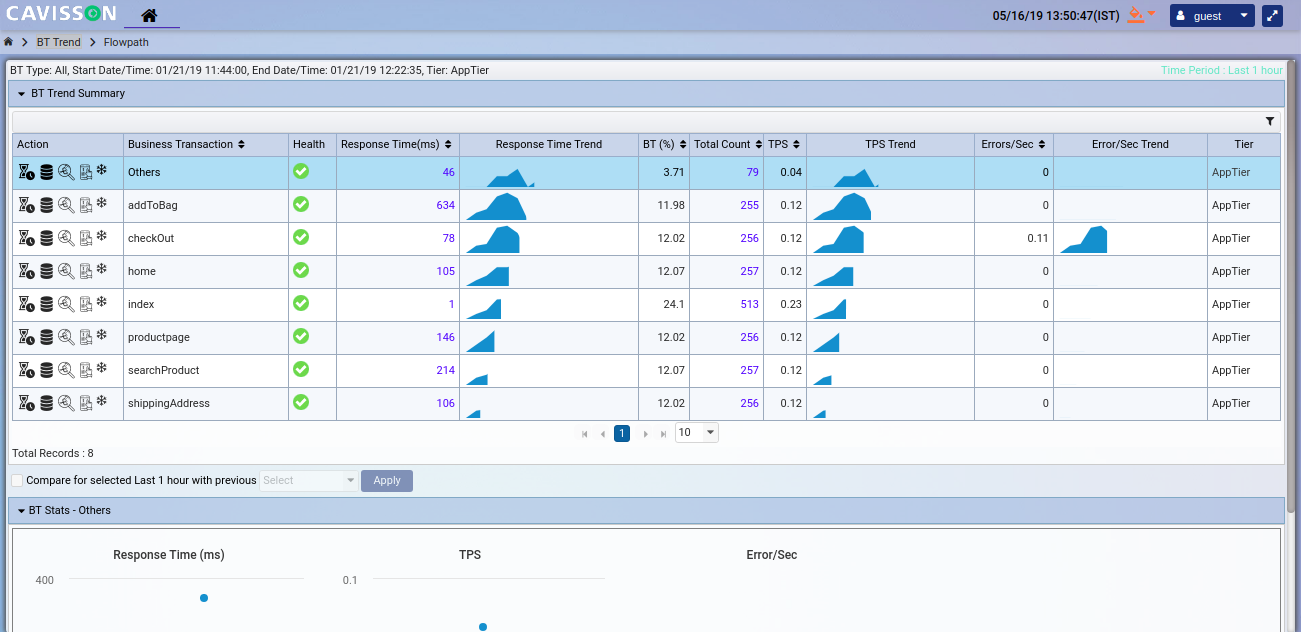 CAVISSON
05/16/19 13:50:47(IST)
guest
BT Trend
Flowpath
BT Type: All, Start Date/Time: 01/21/19 11:44:00, End Date/Time: 01/21/19 12:22:35, Tier: AppTier
Time Period : Last 1 hour
BT Trend Summary
Action Business Transaction Health Response Time(ms) Response Time Trend BT (%) Total Count TPS TPS Trend Errors/Sec Error/Sec Trend Tier
Others 46 3.71 79 0.04 0 AppTier
addToBag 634 11.98 255 0.12 0 AppTier
checkOut 78 12.02 256 0.12 0.11 AppTier
home 105 12.07 257 0.12 0 AppTier
index 1 24.1 513 0.23 0 AppTier
productpage 146 12.02 256 0.12 0 AppTier
searchProduct 214 12.07 257 0.12 0 AppTier
shippingAddress 106 12.02 256 0.12 0 AppTier
1 10
Total Records : 8
Compare for selected Last 1 hour with previous Select Apply
BT Stats - Others
Response Time (ms) TPS Error/Sec
400 0.1